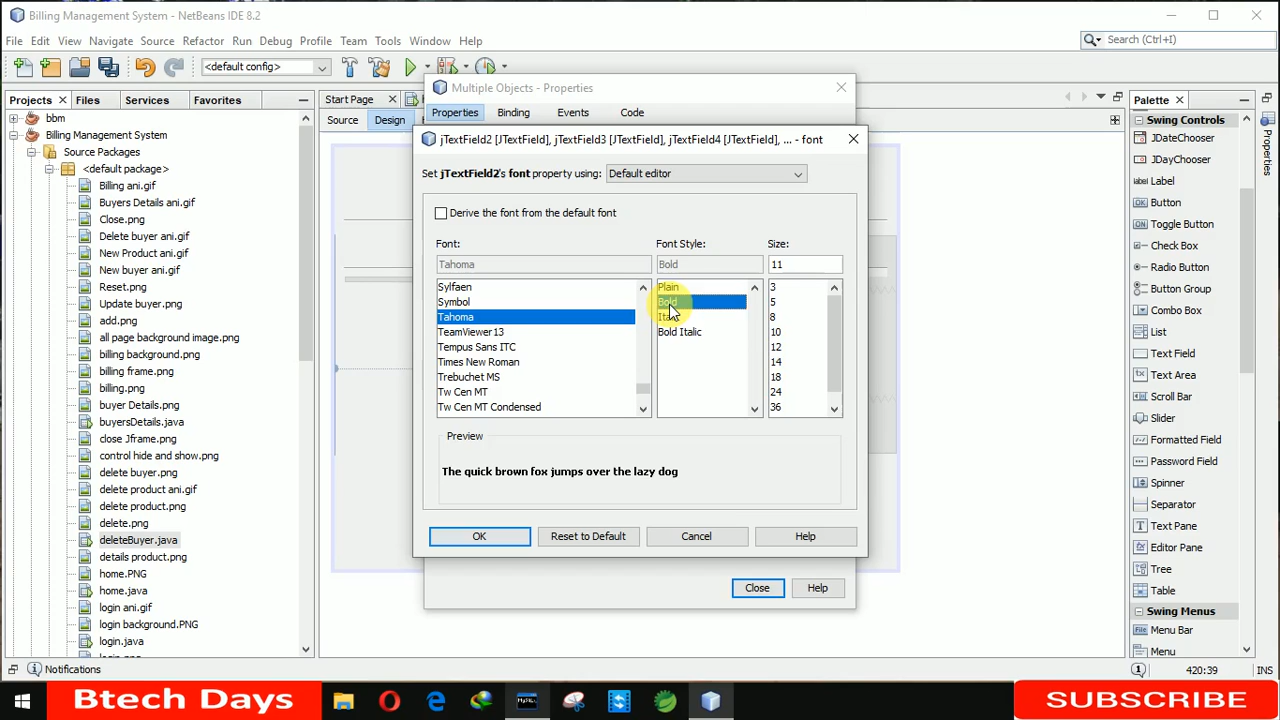 Billing Management System - NetBeans IDE 8.2
File Edit View Navigate Source Refactor Run Debug Profile Team Tools Window Help
Search (Ctrl+I)
<default config>
Multiple Objects - Properties
Properties Binding Events Code
Projects Files Services Favorites
Start Page
Source Design
bbm
Billing Management System
Source Packages
<default package>
Billing ani.gif
Buyers Details ani.gif
Close.png
Delete buyer ani.gif
New Product ani.gif
New buyer ani.gif
Reset.png
Update buyer.png
add.png
all page background image.png
billing background.png
billing frame.png
billing.png
buyer Details.png
buyersDetails.java
close Jframe.png
control hide and show.png
delete buyer.png
delete product ani.gif
delete product.png
delete.png
deleteBuyer.java
details product.png
home.PNG
home.java
login ani.gif
login background.PNG
login.java
jTextField2 [JTextField], jTextField3 [JTextField], jTextField4 [JTextField], ... - font
Set jTextField2's font property using: Default editor
Derive the font from the default font
Font: Font Style: Size:
Tahoma Bold 11
Sylfaen Plain 3
Symbol Bold 5
Tahoma 8
TeamViewer13 Bold Italic 10
Tempus Sans ITC 12
Times New Roman 14
Trebuchet MS 18
Tw Cen MT 24
Tw Cen MT Condensed 36
Preview
The quick brown fox jumps over the lazy dog
OK Reset to Default Cancel Help
Close Help
Palette
Swing Controls
JDateChooser
JDayChooser
Label
Button
Toggle Button
Check Box
Radio Button
Button Group
Combo Box
List
Text Field
Text Area
Scroll Bar
Slider
Formatted Field
Password Field
Spinner
Separator
Text Pane
Editor Pane
Tree
Table
Swing Menus
Menu Bar
Menu
Properties
Notifications
420:39 INS
Btech Days
SUBSCRIBE